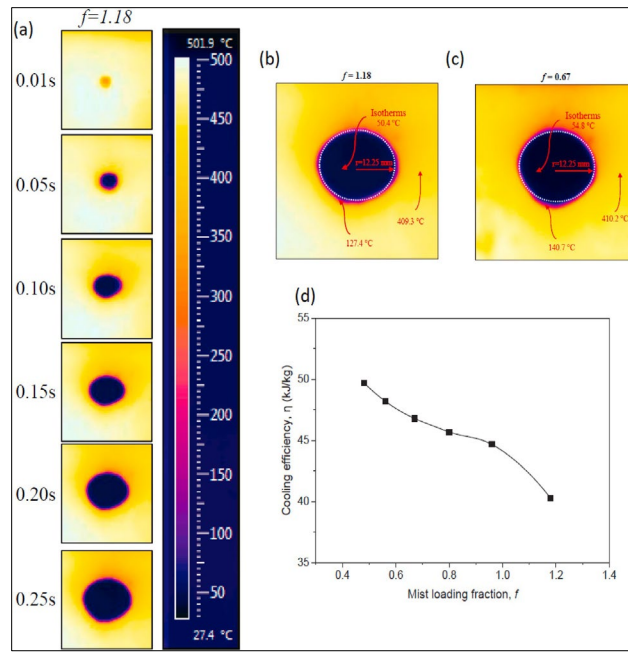 (a)
f=1.18
0.01s
0.05s
0.10s
0.15s
0.20s
0.25s
501.9 °C
500
450
400
350
300
250
200
150
100
50
27.4 °C
(b)
f = 1.18
Isotherms
50.4 °C
r=12.25 mm
409.3 °C
127.4 °C
(c)
f = 0.67
Isotherms
54.8 °C
r=12.25 mm
410.2 °C
140.7 °C
(d)
55
50
45
40
35
Cooling efficiency, η (kJ/kg)
0.4 0.6 0.8 1.0 1.2 1.4
Mist loading fraction, f